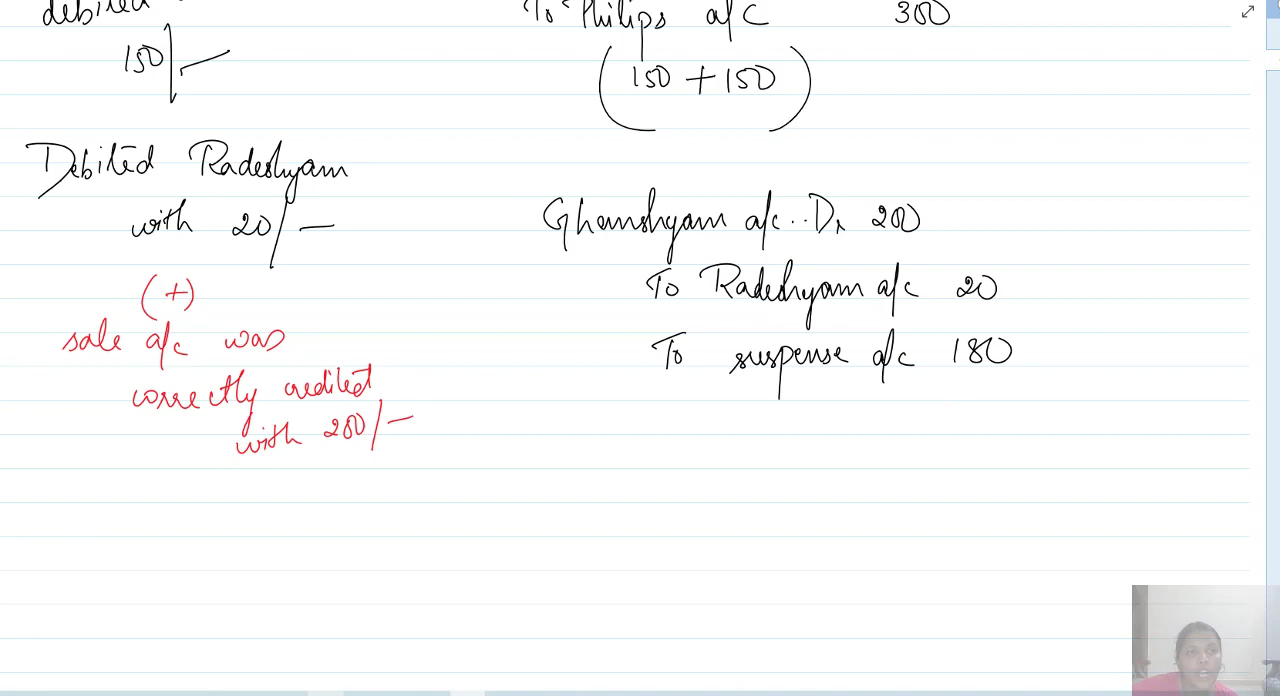 debited
To Philips a/c 300
150/-
(150 + 150)
Debited Radeshyam
with 20/-
(+)
sale a/c was
correctly credited
with 200/-
Ghanshyam a/c .. Dr 200
To Radeshyam a/c 20
To suspense a/c 180